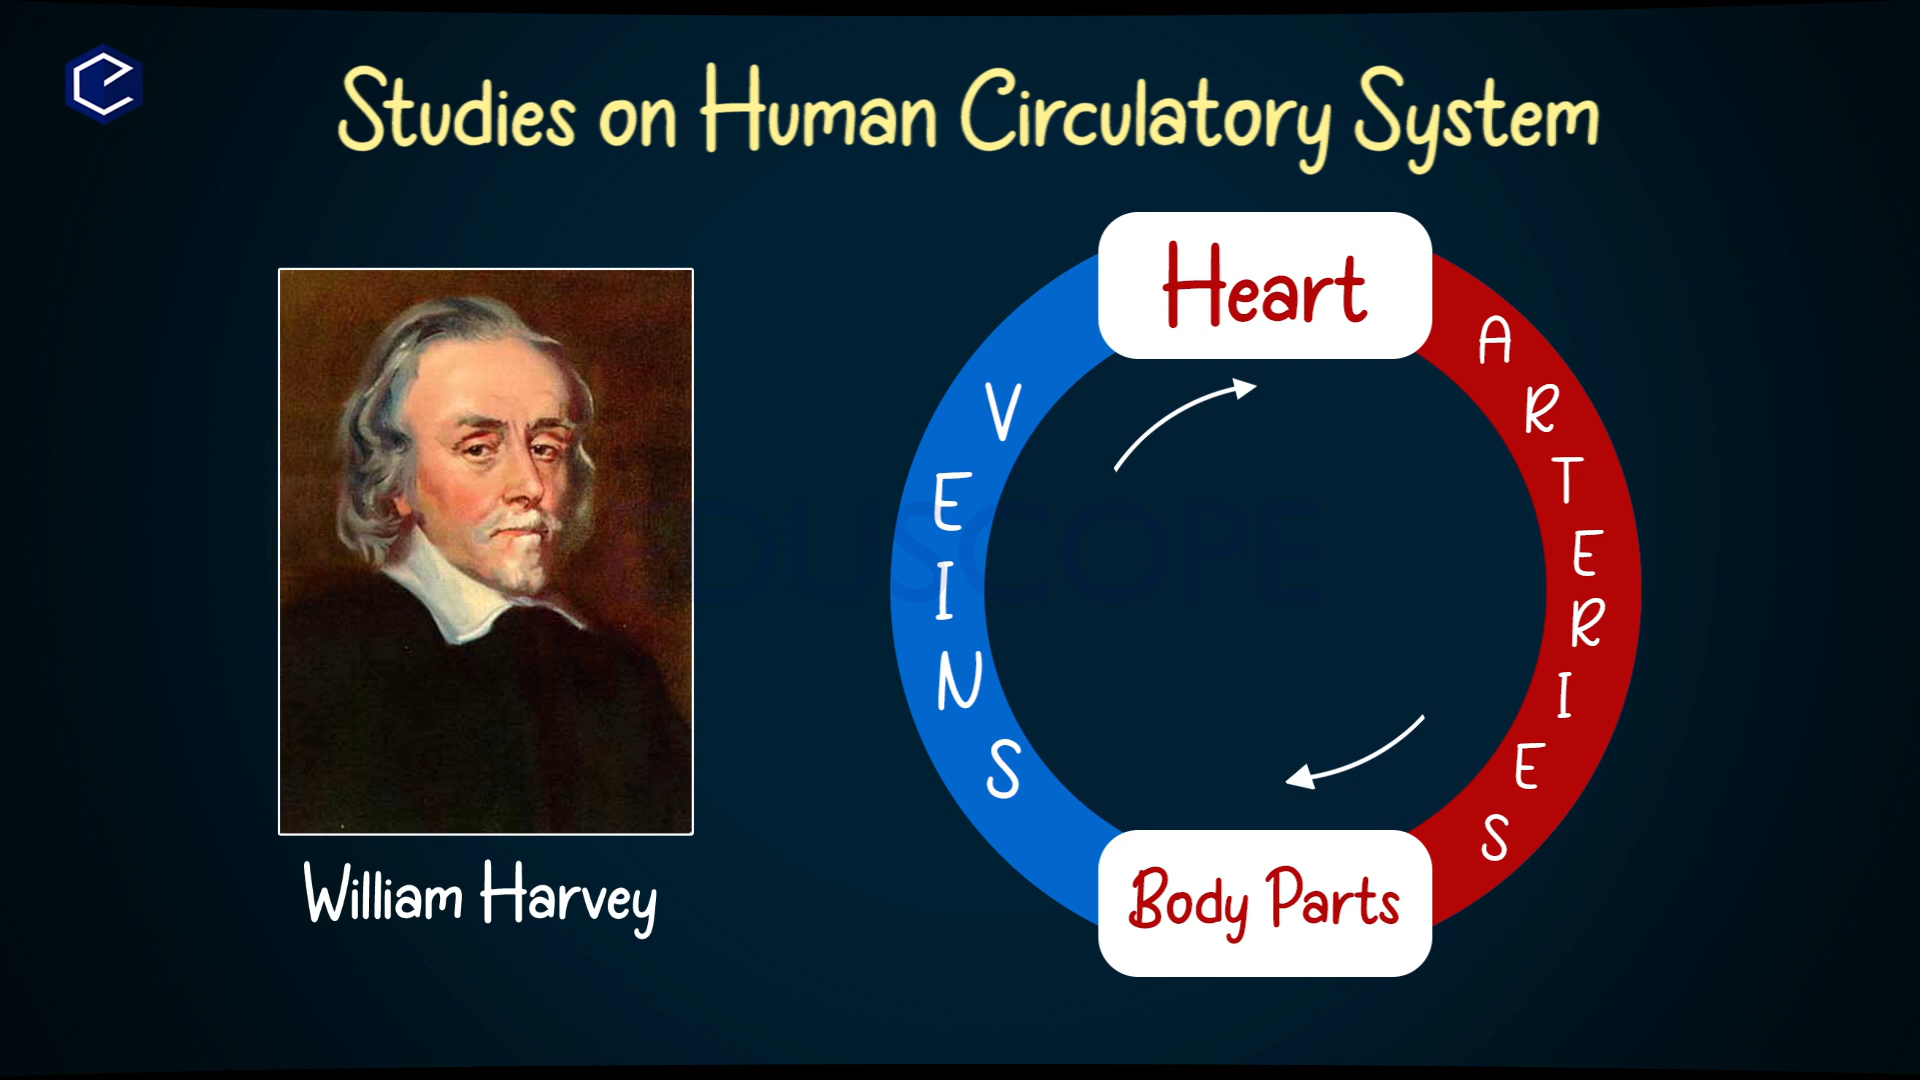 Studies on Human Circulatory System
Heart
VEINS
ARTERIES
Body Parts
William Harvey